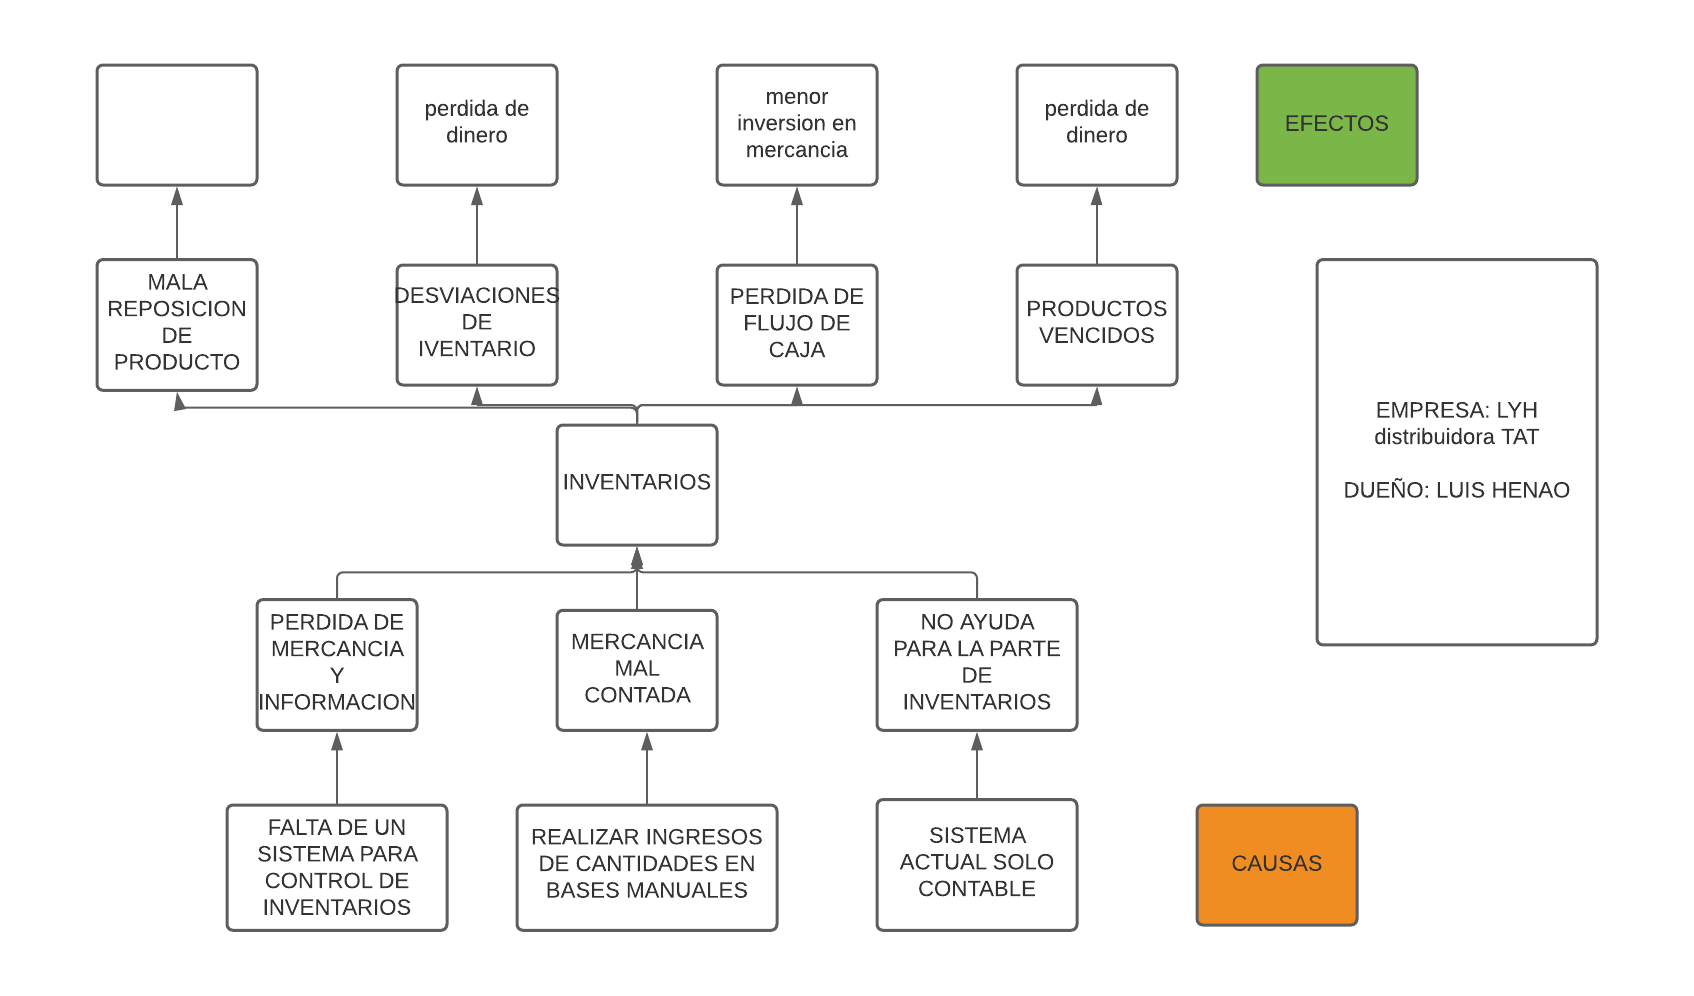 perdida de
dinero
menor
inversion en
mercancia
perdida de
dinero
EFECTOS
MALA
REPOSICION
DE
PRODUCTO
DESVIACIONES
DE
IVENTARIO
PERDIDA DE
FLUJO DE
CAJA
PRODUCTOS
VENCIDOS
EMPRESA: LYH
distribuidora TAT
DUEÑO: LUIS HENAO
INVENTARIOS
PERDIDA DE
MERCANCIA
Y
INFORMACION
MERCANCIA
MAL
CONTADA
NO AYUDA
PARA LA PARTE
DE
INVENTARIOS
FALTA DE UN
SISTEMA PARA
CONTROL DE
INVENTARIOS
REALIZAR INGRESOS
DE CANTIDADES EN
BASES MANUALES
SISTEMA
ACTUAL SOLO
CONTABLE
CAUSAS